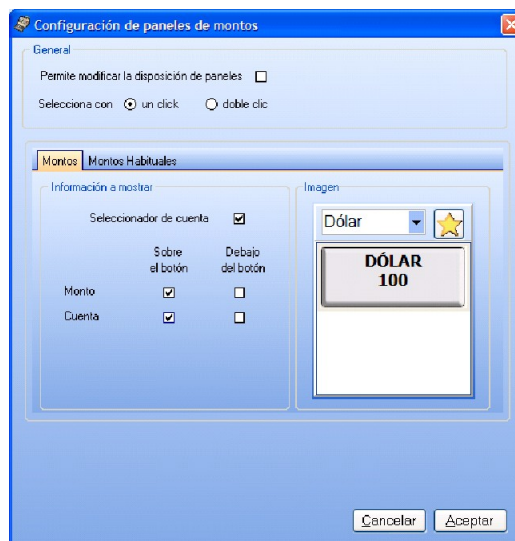 Configuración de paneles de montos
General
Permite modificar la disposición de paneles
Selecciona con un click doble clic
Montos Montos Habituales
Información a mostrar
Seleccionador de cuenta
Sobre el botón
Debajo del botón
Monto
Cuenta
Imagen
Dólar
DÓLAR
100
Cancelar Aceptar